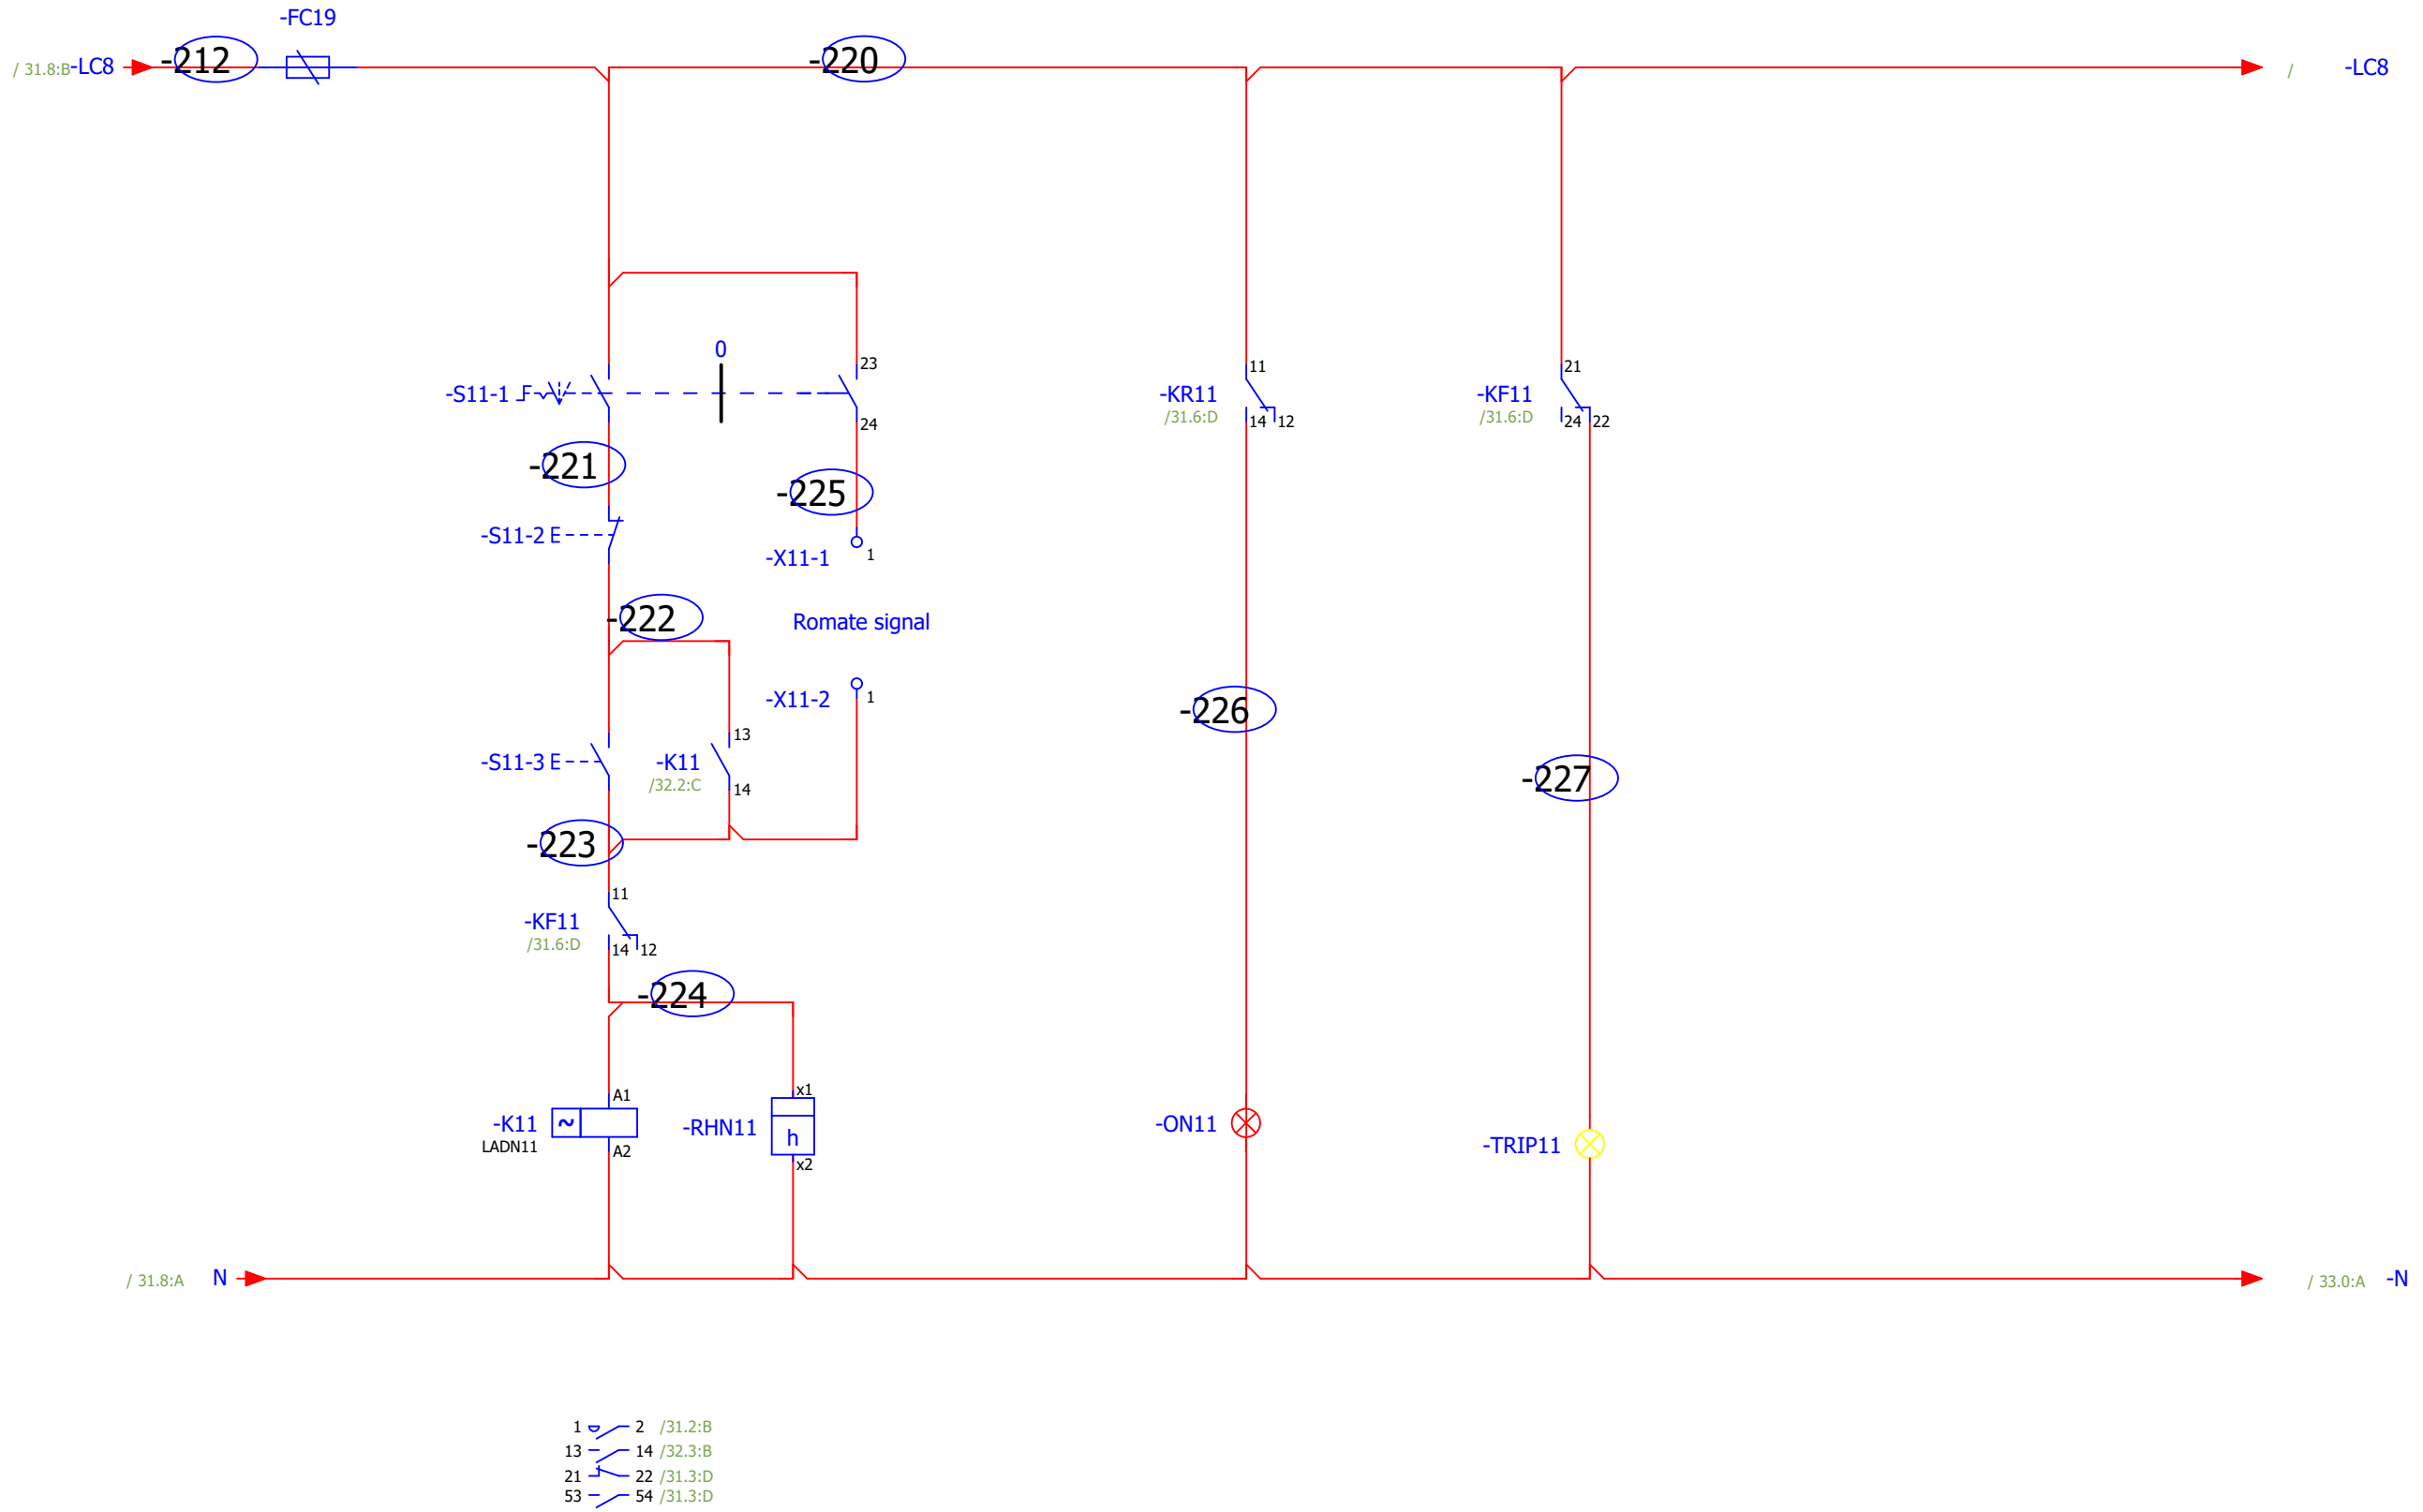 -FC19
/ 31.8:B
-LC8
-212
-220
/
-LC8
0
-S11-1
23
24
-KR11
/31.6:D
11
14
12
-KF11
/31.6:D
21
24
22
-221
-225
-S11-2
-X11-1
1
-222
Romate signal
-X11-2
1
-226
-S11-3
-K11
/32.2:C
13
14
-227
-223
-KF11
/31.6:D
11
14
12
-224
-K11
LADN11
A1
A2
~
-RHN11
x1
h
x2
-ON11
-TRIP11
/ 31.8:A
N
/ 33.0:A
-N
1 2 /31.2:B
13 14 /32.3:B
21 22 /31.3:D
53 54 /31.3:D